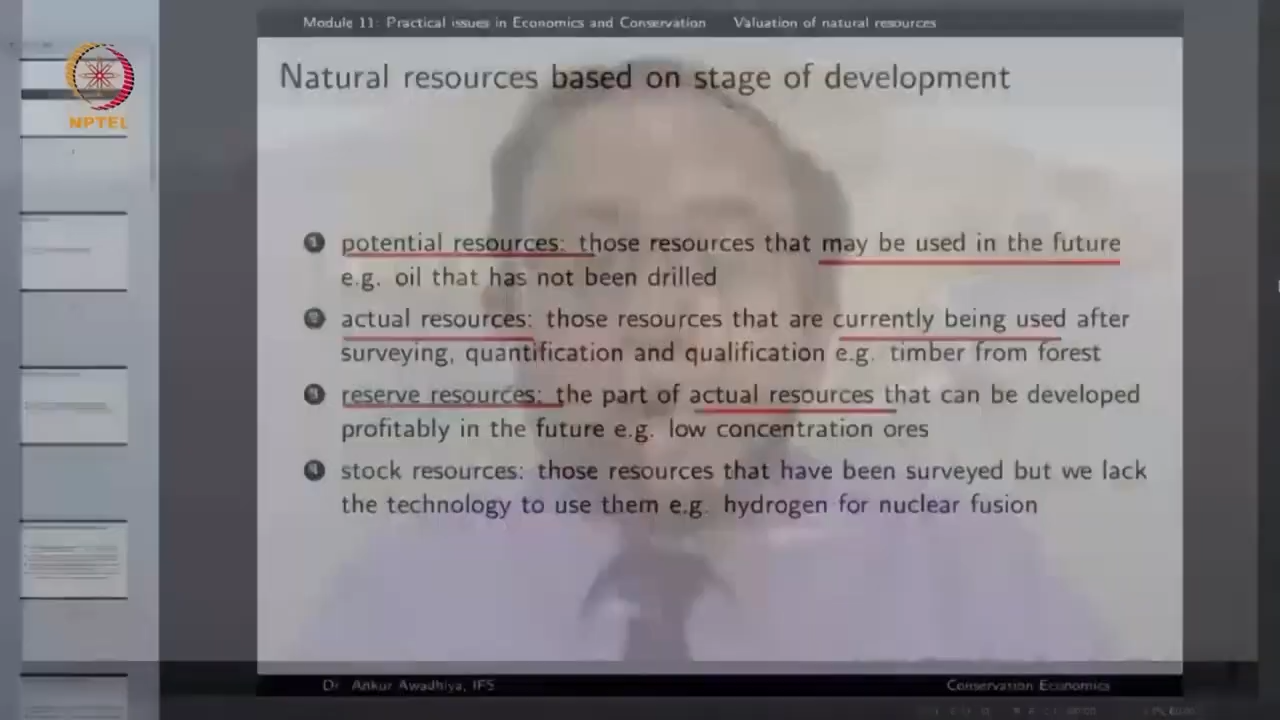 Module 11: Practical issues in Economics and Conservation Valuation of natural resources
NPTEL
Natural resources based on stage of development
1 potential resources: those resources that may be used in the future
e.g. oil that has not been drilled
2 actual resources: those resources that are currently being used after
surveying, quantification and qualification e.g. timber from forest
3 reserve resources: the part of actual resources that can be developed
profitably in the future e.g. low concentration ores
4 stock resources: those resources that have been surveyed but we lack
the technology to use them e.g. hydrogen for nuclear fusion
Dr. Ankur Awadhiya, IFS Conservation Economics